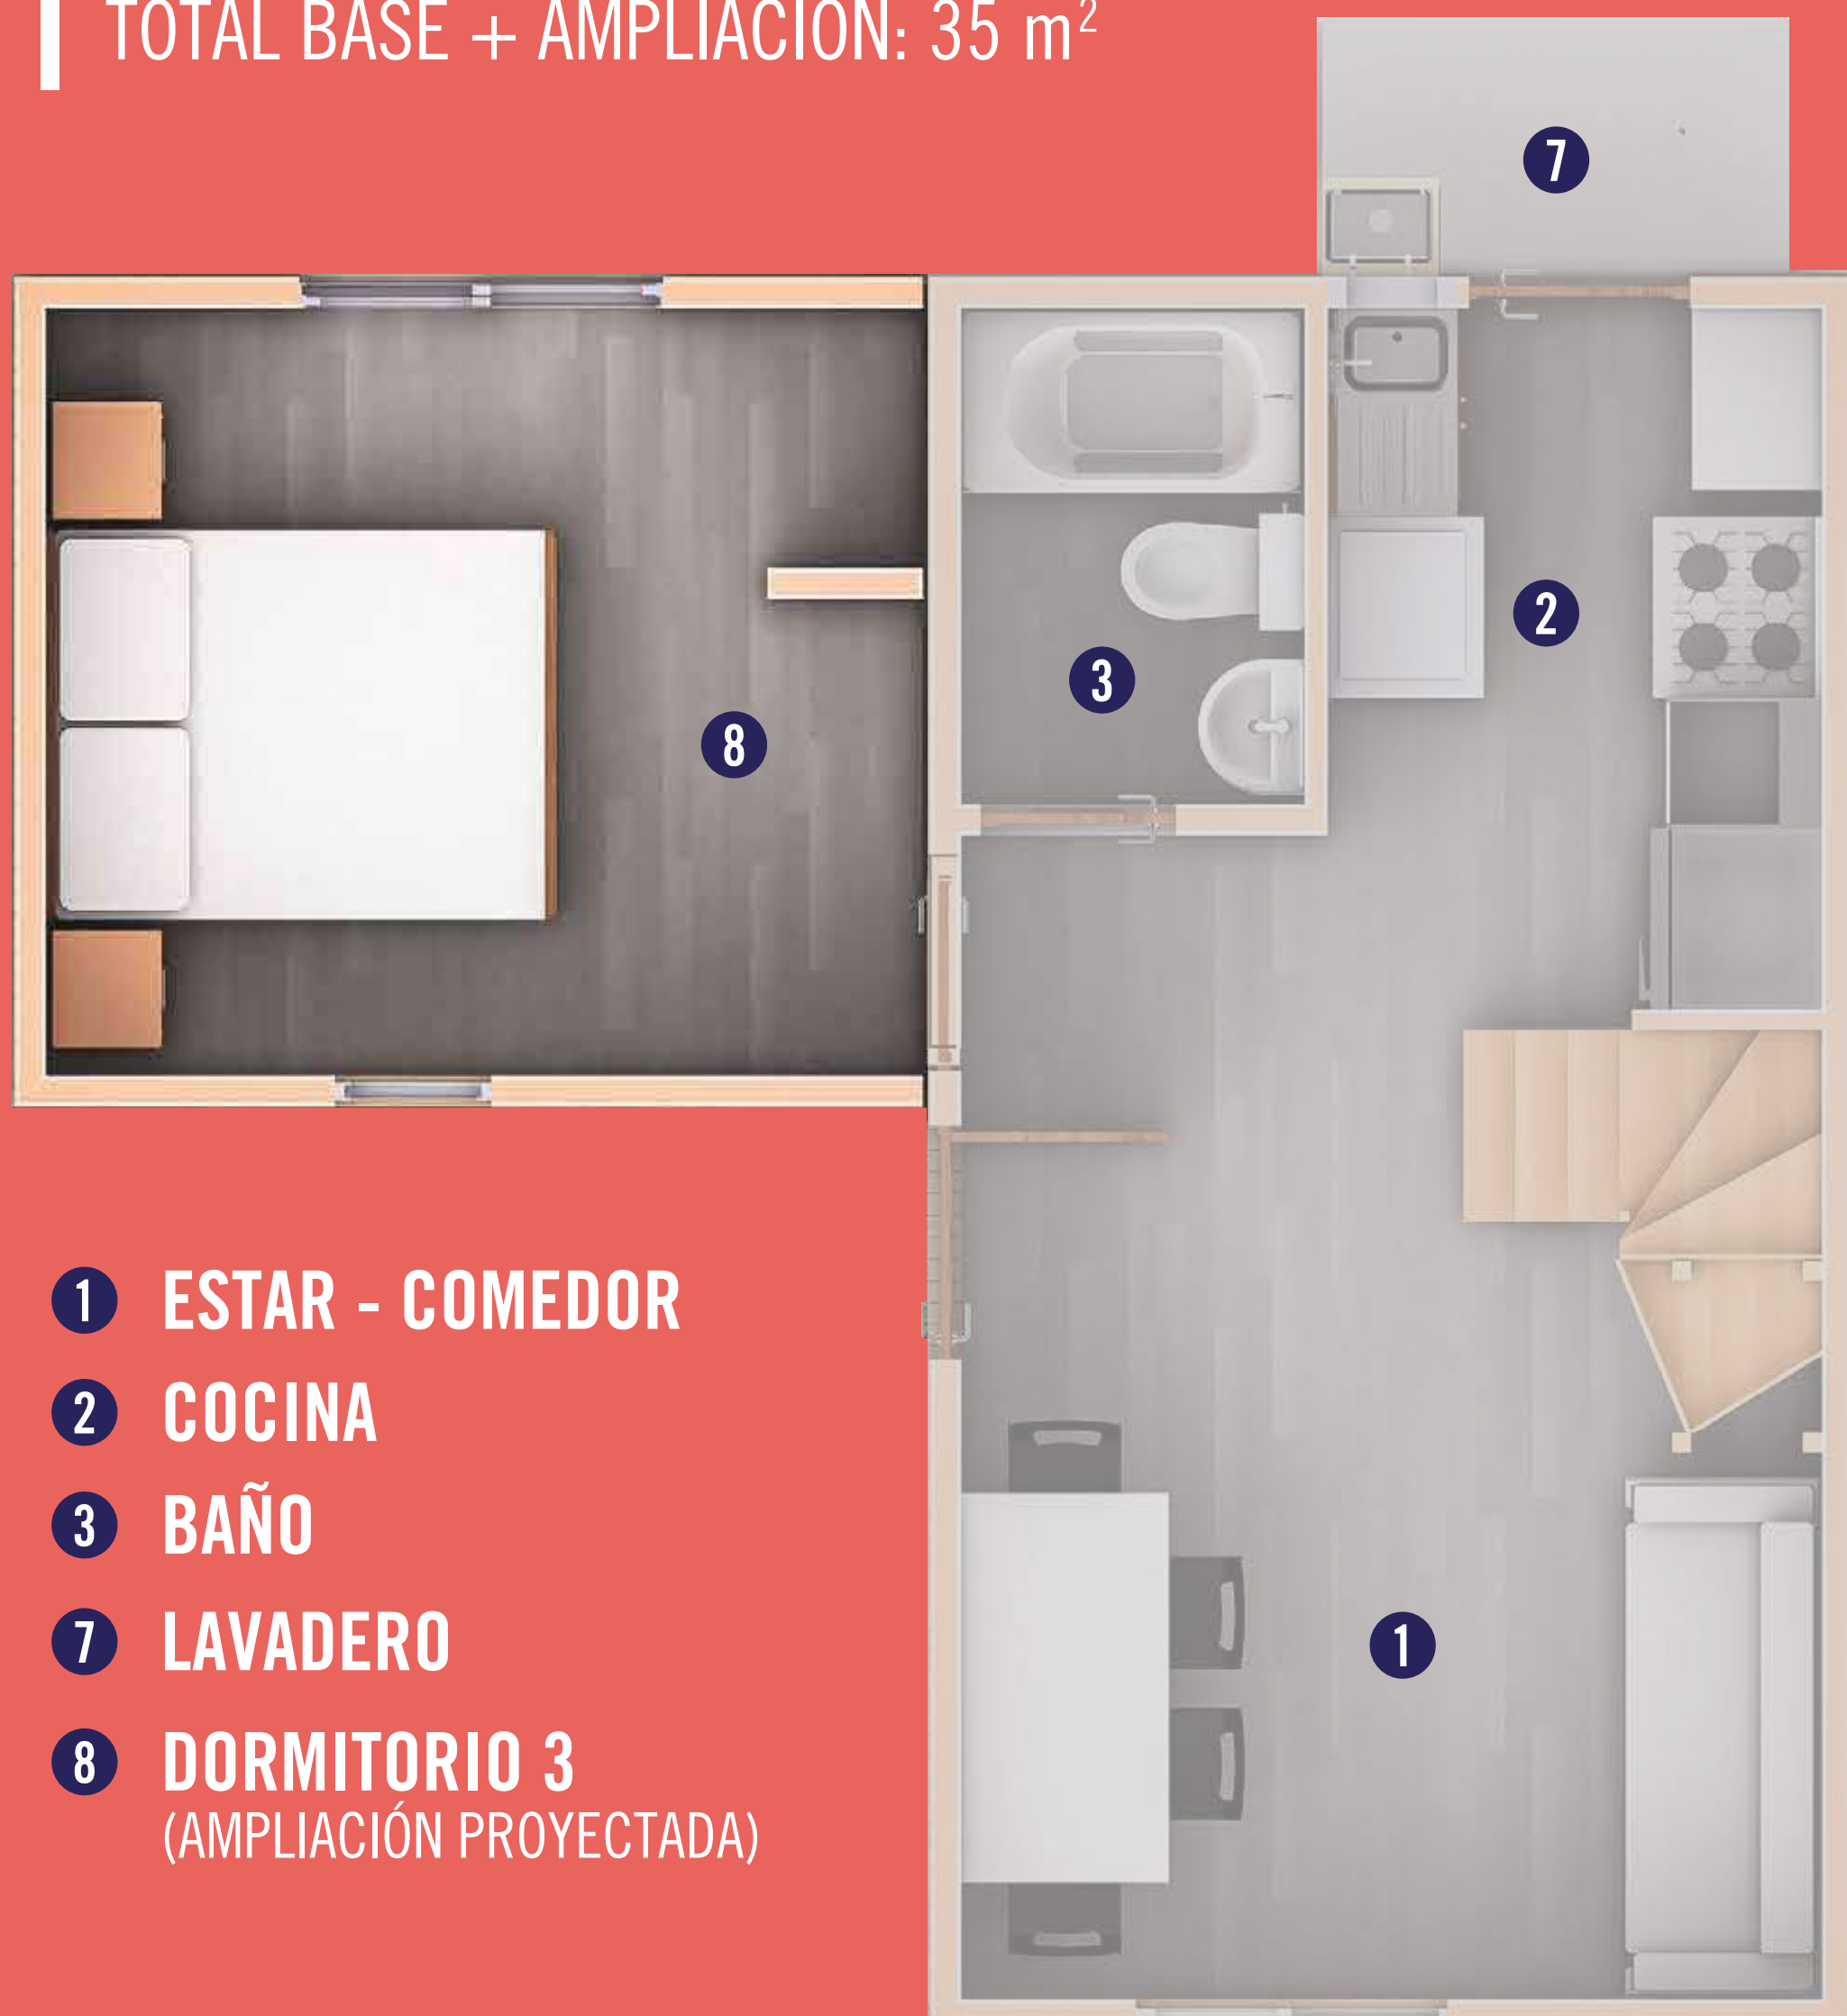 TOTAL BASE + AMPLIACIÓN: 35 m²
7
2
3
8
1
1 ESTAR - COMEDOR
2 COCINA
3 BAÑO
7 LAVADERO
8 DORMITORIO 3
(AMPLIACIÓN PROYECTADA)